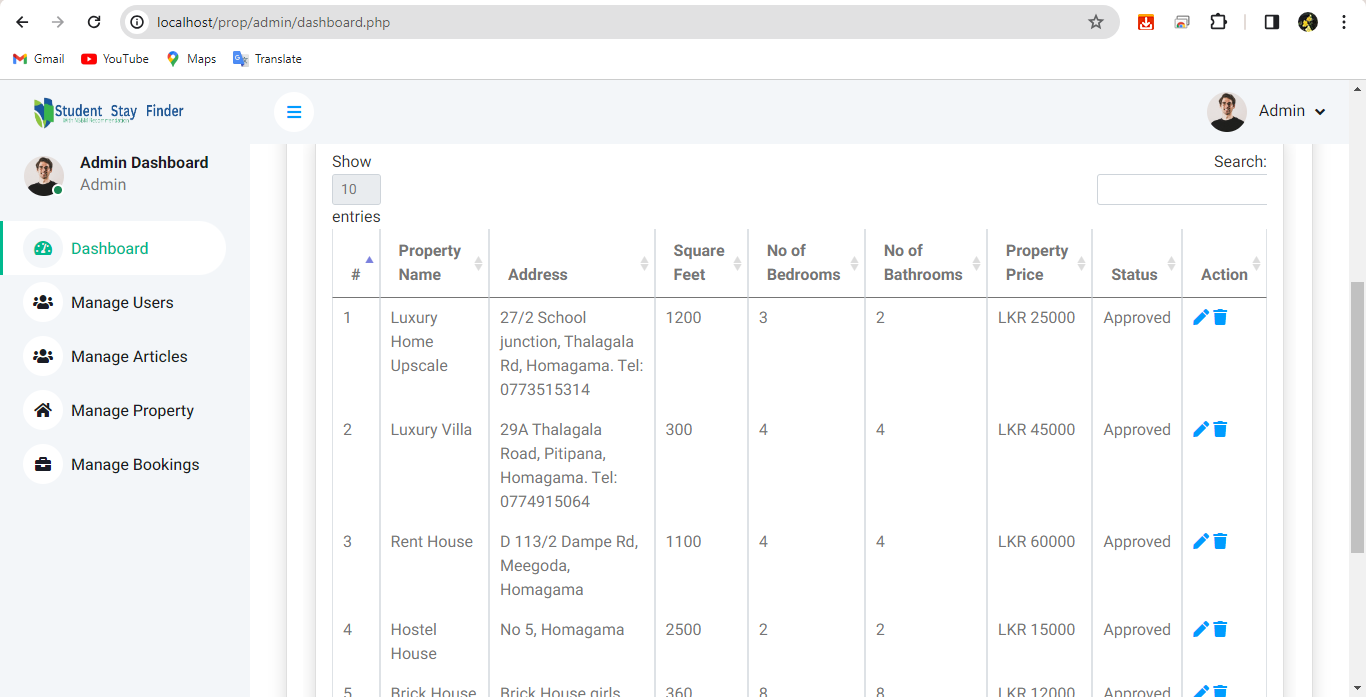 localhost/prop/admin/dashboard.php
Gmail YouTube Maps Translate
Student Stay Finder
Admin
Admin Dashboard
Admin
Dashboard
Manage Users
Manage Articles
Manage Property
Manage Bookings
Show
10
entries
Search:
# Property Name Address Square Feet No of Bedrooms No of Bathrooms Property Price Status Action
1 Luxury Home Upscale 27/2 School junction, Thalagala Rd, Homagama. Tel: 0773515314 1200 3 2 LKR 25000 Approved
2 Luxury Villa 29A Thalagala Road, Pitipana, Homagama. Tel: 0774915064 300 4 4 LKR 45000 Approved
3 Rent House D 113/2 Dampe Rd, Meegoda, Homagama 1100 4 4 LKR 60000 Approved
4 Hostel House No 5, Homagama 2500 2 2 LKR 15000 Approved
5 Brick House Brick House girls 360 8 8 LKR 12000 Approved